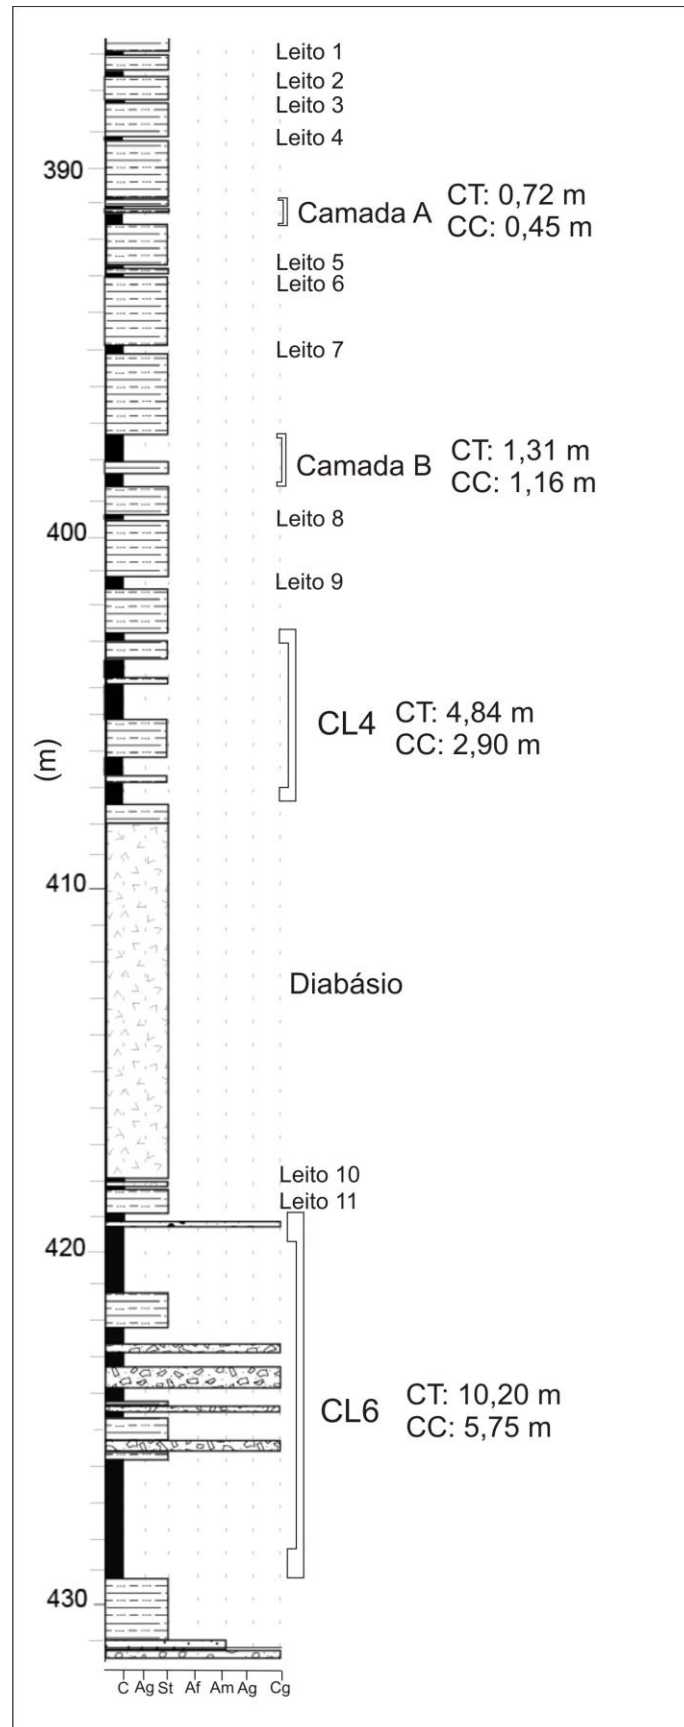 Leito 1
Leito 2
Leito 3
Leito 4
390
Camada A
CT: 0,72 m
CC: 0,45 m
Leito 5
Leito 6
Leito 7
Camada B
CT: 1,31 m
CC: 1,16 m
Leito 8
400
Leito 9
CL4
CT: 4,84 m
CC: 2,90 m
(m)
410
Diabásio
Leito 10
Leito 11
420
CL6
CT: 10,20 m
CC: 5,75 m
430
C Ag St Af Am Ag Cg